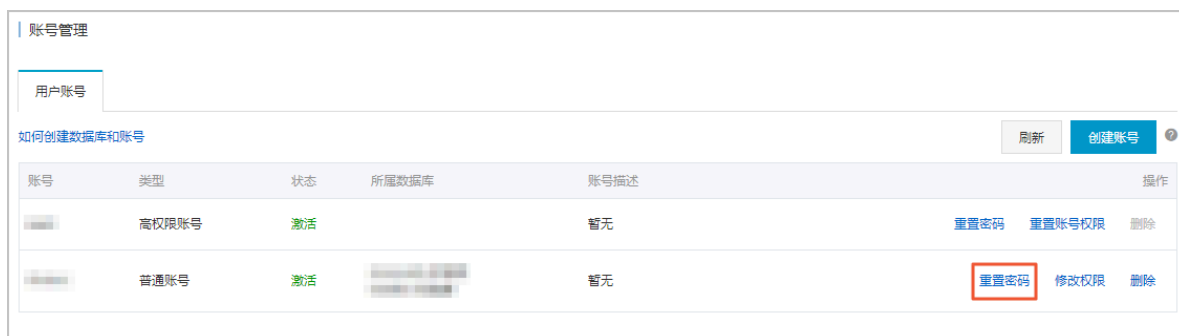 账号管理
用户账号
如何创建数据库和账号 刷新 创建账号 ?
账号 类型 状态 所属数据库 账号描述 操作
高权限账号 激活 暂无 重置密码 重置账号权限 删除
普通账号 激活 暂无 重置密码 修改权限 删除